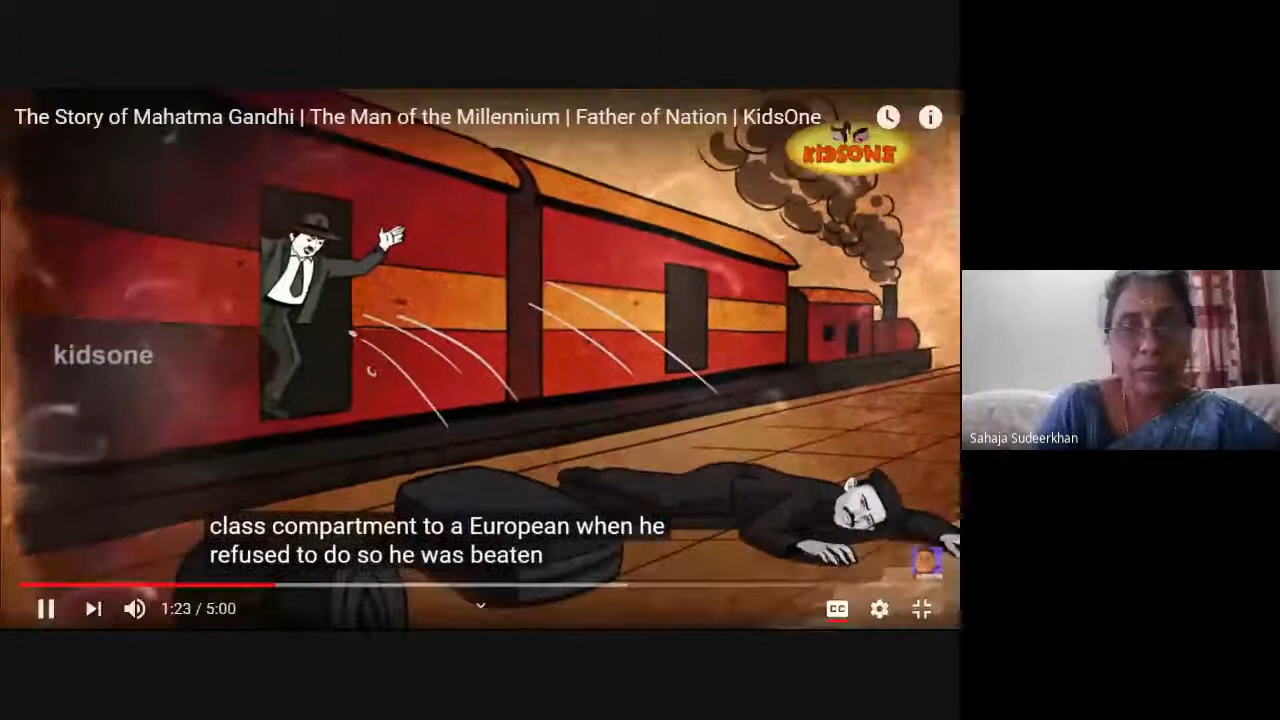 The Story of Mahatma Gandhi | The Man of the Millennium | Father of Nation | KidsOne
KIDSONE
kidsone
class compartment to a European when he
refused to do so he was beaten
1:23 / 5:00
CC
Sahaja Sudeerkhan